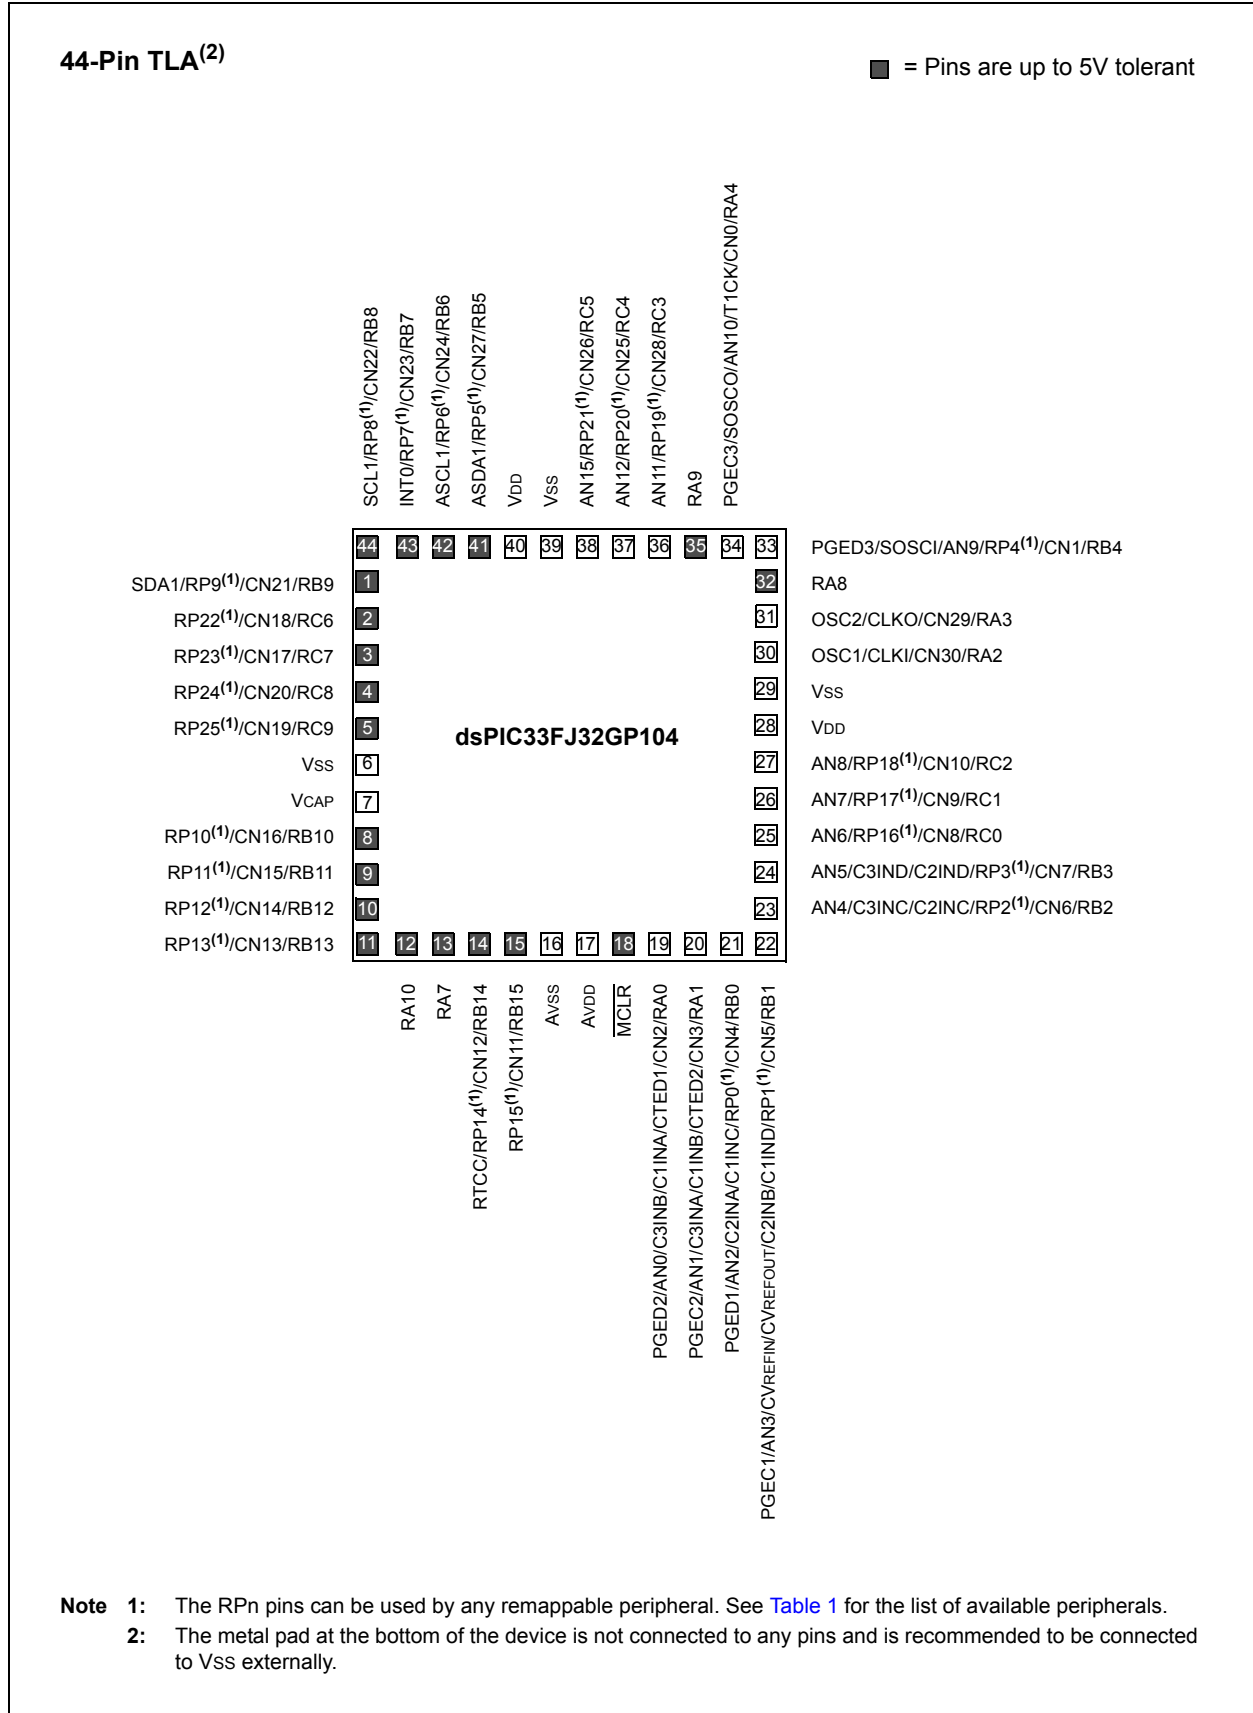 44-Pin TLA(2)
= Pins are up to 5V tolerant
SCL1/RP8(1)/CN22/RB8
INT0/RP7(1)/CN23/RB7
ASCL1/RP6(1)/CN24/RB6
ASDA1/RP5(1)/CN27/RB5
VDD
VSS
AN15/RP21(1)/CN26/RC5
AN12/RP20(1)/CN25/RC4
AN11/RP19(1)/CN28/RC3
RA9
PGEC3/SOSCO/AN10/T1CK/CN0/RA4
44 43 42 41 40 39 38 37 36 35 34 33 PGED3/SOSCI/AN9/RP4(1)/CN1/RB4
SDA1/RP9(1)/CN21/RB9 1 32 RA8
RP22(1)/CN18/RC6 2 31 OSC2/CLKO/CN29/RA3
RP23(1)/CN17/RC7 3 30 OSC1/CLKI/CN30/RA2
RP24(1)/CN20/RC8 4 29 VSS
RP25(1)/CN19/RC9 5 28 VDD
dsPIC33FJ32GP104
VSS 6 27 AN8/RP18(1)/CN10/RC2
VCAP 7 26 AN7/RP17(1)/CN9/RC1
RP10(1)/CN16/RB10 8 25 AN6/RP16(1)/CN8/RC0
RP11(1)/CN15/RB11 9 24 AN5/C3IND/C2IND/RP3(1)/CN7/RB3
RP12(1)/CN14/RB12 10 23 AN4/C3INC/C2INC/RP2(1)/CN6/RB2
RP13(1)/CN13/RB13 11 12 13 14 15 16 17 18 19 20 21 22
RA10
RA7
RTCC/RP14(1)/CN12/RB14
RP15(1)/CN11/RB15
AVSS
AVDD
MCLR
PGED2/AN0/C3INB/C1INA/CTED1/CN2/RA0
PGEC2/AN1/C3INA/C1INB/CTED2/CN3/RA1
PGED1/AN2/C2INA/C1INC/RP0(1)/CN4/RB0
PGEC1/AN3/CVREFIN/CVREFOUT/C2INB/C1IND/RP1(1)/CN5/RB1
Note 1: The RPn pins can be used by any remappable peripheral. See Table 1 for the list of available peripherals.
2: The metal pad at the bottom of the device is not connected to any pins and is recommended to be connected
to VSS externally.